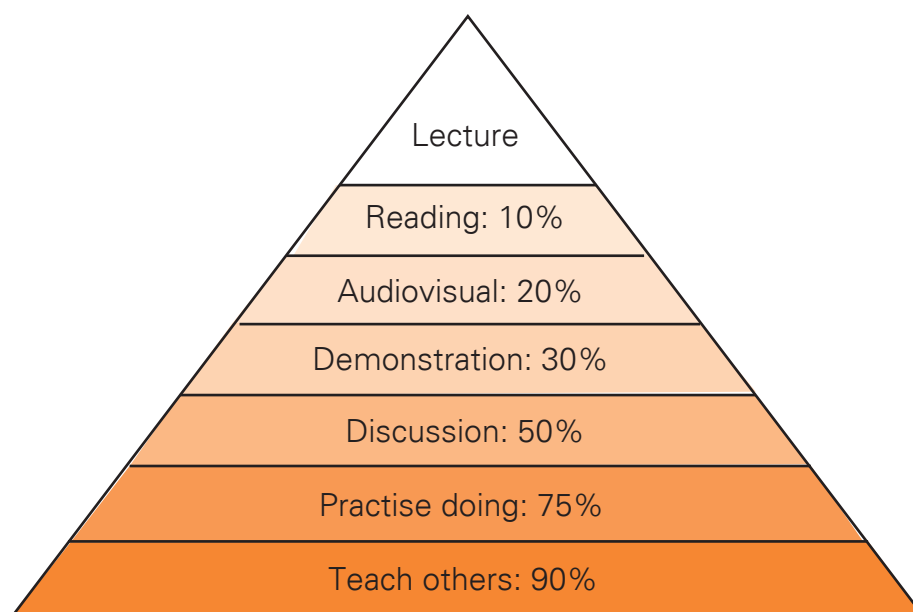 Lecture
Reading: 10%
Audiovisual: 20%
Demonstration: 30%
Discussion: 50%
Practise doing: 75%
Teach others: 90%